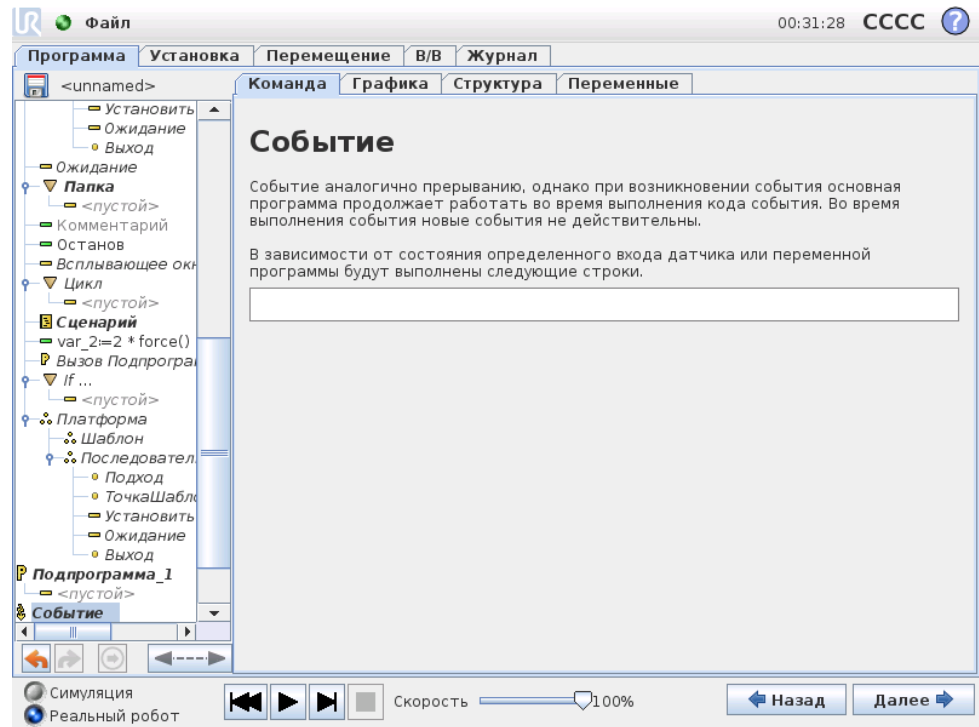 UR Файл 00:31:28 CCCC ?
Программа Установка Перемещение В/В Журнал
<unnamed>
Команда Графика Структура Переменные
Установить
Ожидание
Выход
Ожидание
Папка
<пустой>
Комментарий
Останов
Всплывающее окн
Цикл
<пустой>
Сценарий
var_2:=2 * force()
Вызов Подпрогра
If ...
<пустой>
Платформа
Шаблон
Последовател
Подход
ТочкаШабло
Установить
Ожидание
Выход
Подпрограмма_1
<пустой>
Событие
Событие
Событие аналогично прерыванию, однако при возникновении события основная
программа продолжает работать во время выполнения кода события. Во время
выполнения события новые события не действительны.
В зависимости от состояния определенного входа датчика или переменной
программы будут выполнены следующие строки.
Симуляция
Реальный робот
Скорость 100%
Назад Далее